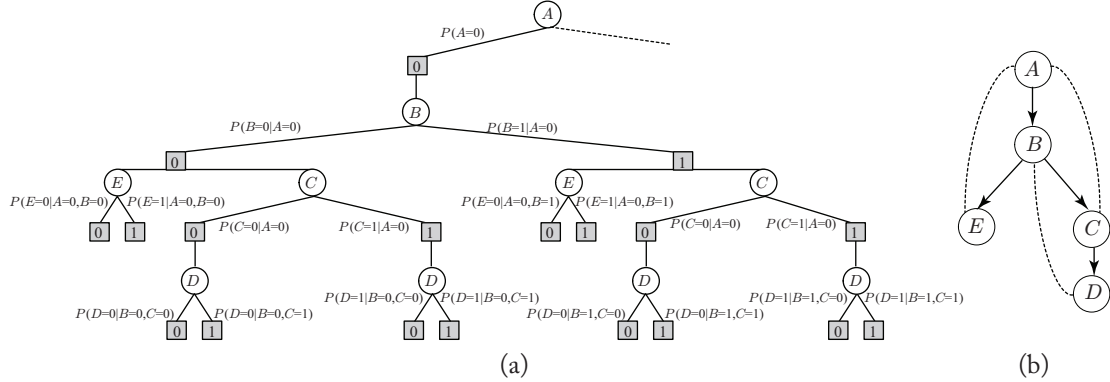 A
P(A=0)
0
B
P(B=0|A=0)
P(B=1|A=0)
0
1
E
C
E
C
P(E=0|A=0,B=0)
P(E=1|A=0,B=0)
P(E=0|A=0,B=1)
P(E=1|A=0,B=1)
P(C=0|A=0)
P(C=1|A=0)
P(C=0|A=0)
P(C=1|A=0)
0
1
0
1
0
1
0
1
D
D
D
D
P(D=0|B=0,C=0)
P(D=0|B=0,C=1)
P(D=1|B=0,C=0)
P(D=1|B=0,C=1)
P(D=0|B=1,C=0)
P(D=0|B=1,C=1)
P(D=1|B=1,C=0)
P(D=1|B=1,C=1)
0
1
0
1
0
1
0
1
(a)
A
B
E
C
D
(b)